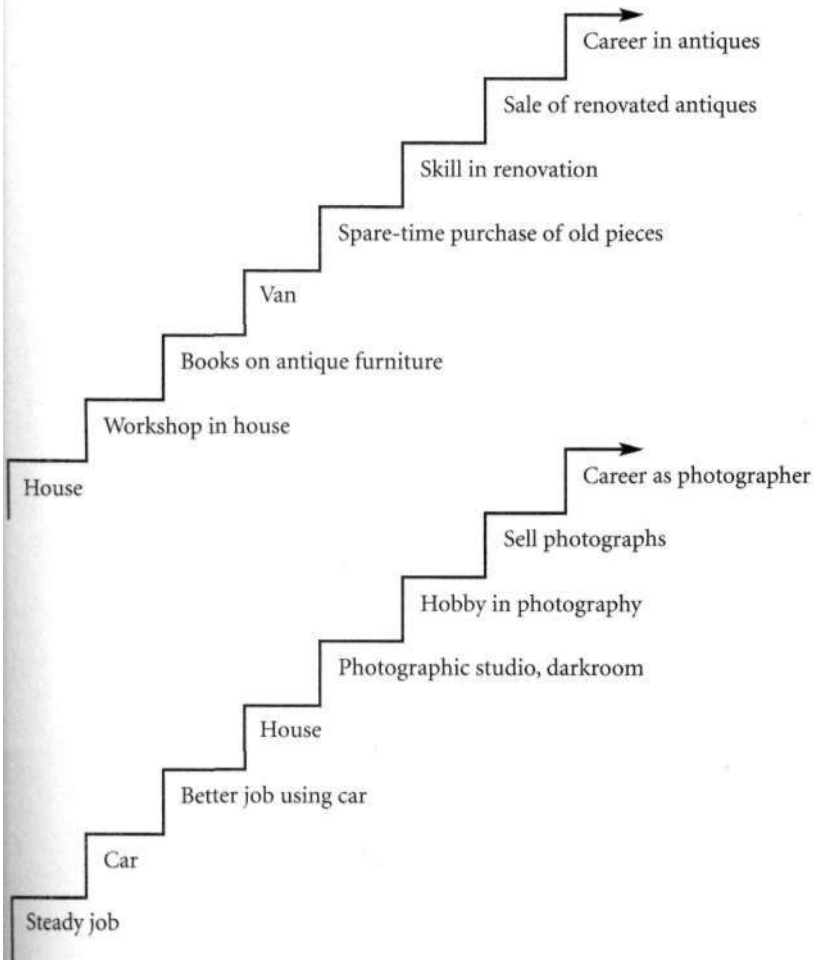 Career in antiques
Sale of renovated antiques
Skill in renovation
Spare-time purchase of old pieces
Van
Books on antique furniture
Workshop in house
House
Career as photographer
Sell photographs
Hobby in photography
Photographic studio, darkroom
House
Better job using car
Car
Steady job